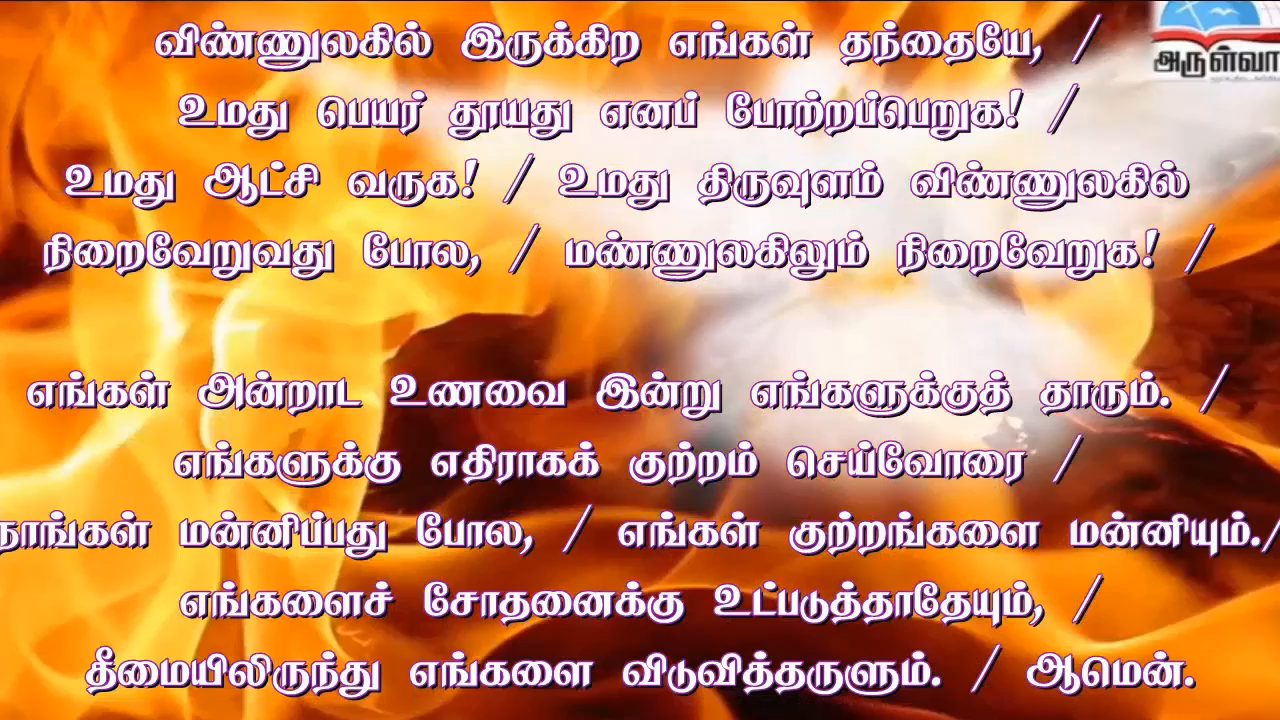 விண்ணுலகில் இருக்கிற எங்கள் தந்தையே, /
அருள்வா
உமது பெயர் தூயது எனப் போற்றப்பெறுக! /
உமது ஆட்சி வருக! / உமது திருவுளம் விண்ணுலகில்
நிறைவேறுவது போல, / மண்ணுலகிலும் நிறைவேறுக! /
எங்கள் அன்றாட உணவை இன்று எங்களுக்குத் தாரும். /
எங்களுக்கு எதிராகக் குற்றம் செய்வோரை /
நாங்கள் மன்னிப்பது போல, / எங்கள் குற்றங்களை மன்னியும்./
எங்களைச் சோதனைக்கு உட்படுத்தாதேயும், /
தீமையிலிருந்து எங்களை விடுவித்தருளும். / ஆமென்.